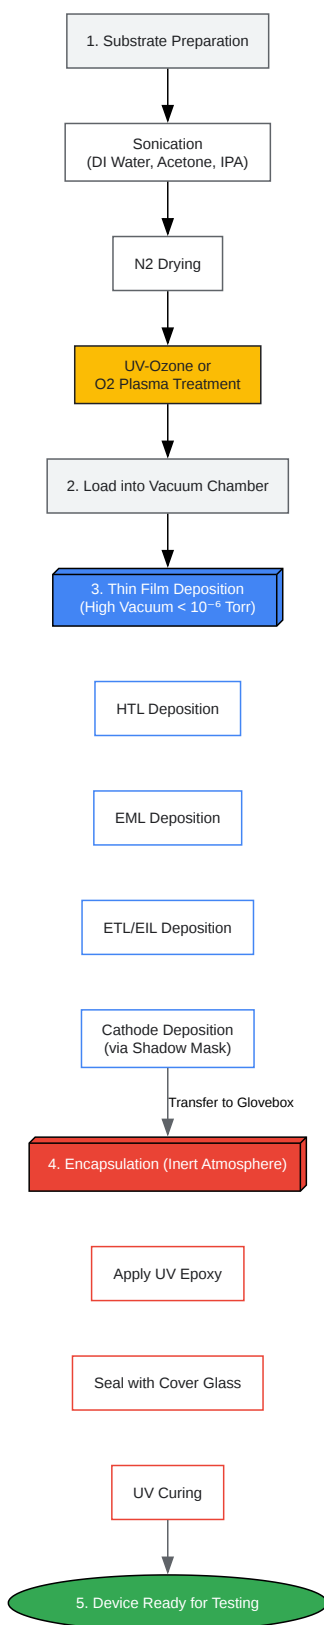 1. Substrate Preparation
Sonication
(DI Water, Acetone, IPA)
N2 Drying
UV-Ozone or
O2 Plasma Treatment
2. Load into Vacuum Chamber
3. Thin Film Deposition
(High Vacuum < 10⁻⁶ Torr)
HTL Deposition
EML Deposition
ETL/EIL Deposition
Cathode Deposition
(via Shadow Mask)
Transfer to Glovebox
4. Encapsulation (Inert Atmosphere)
Apply UV Epoxy
Seal with Cover Glass
UV Curing
5. Device Ready for Testing